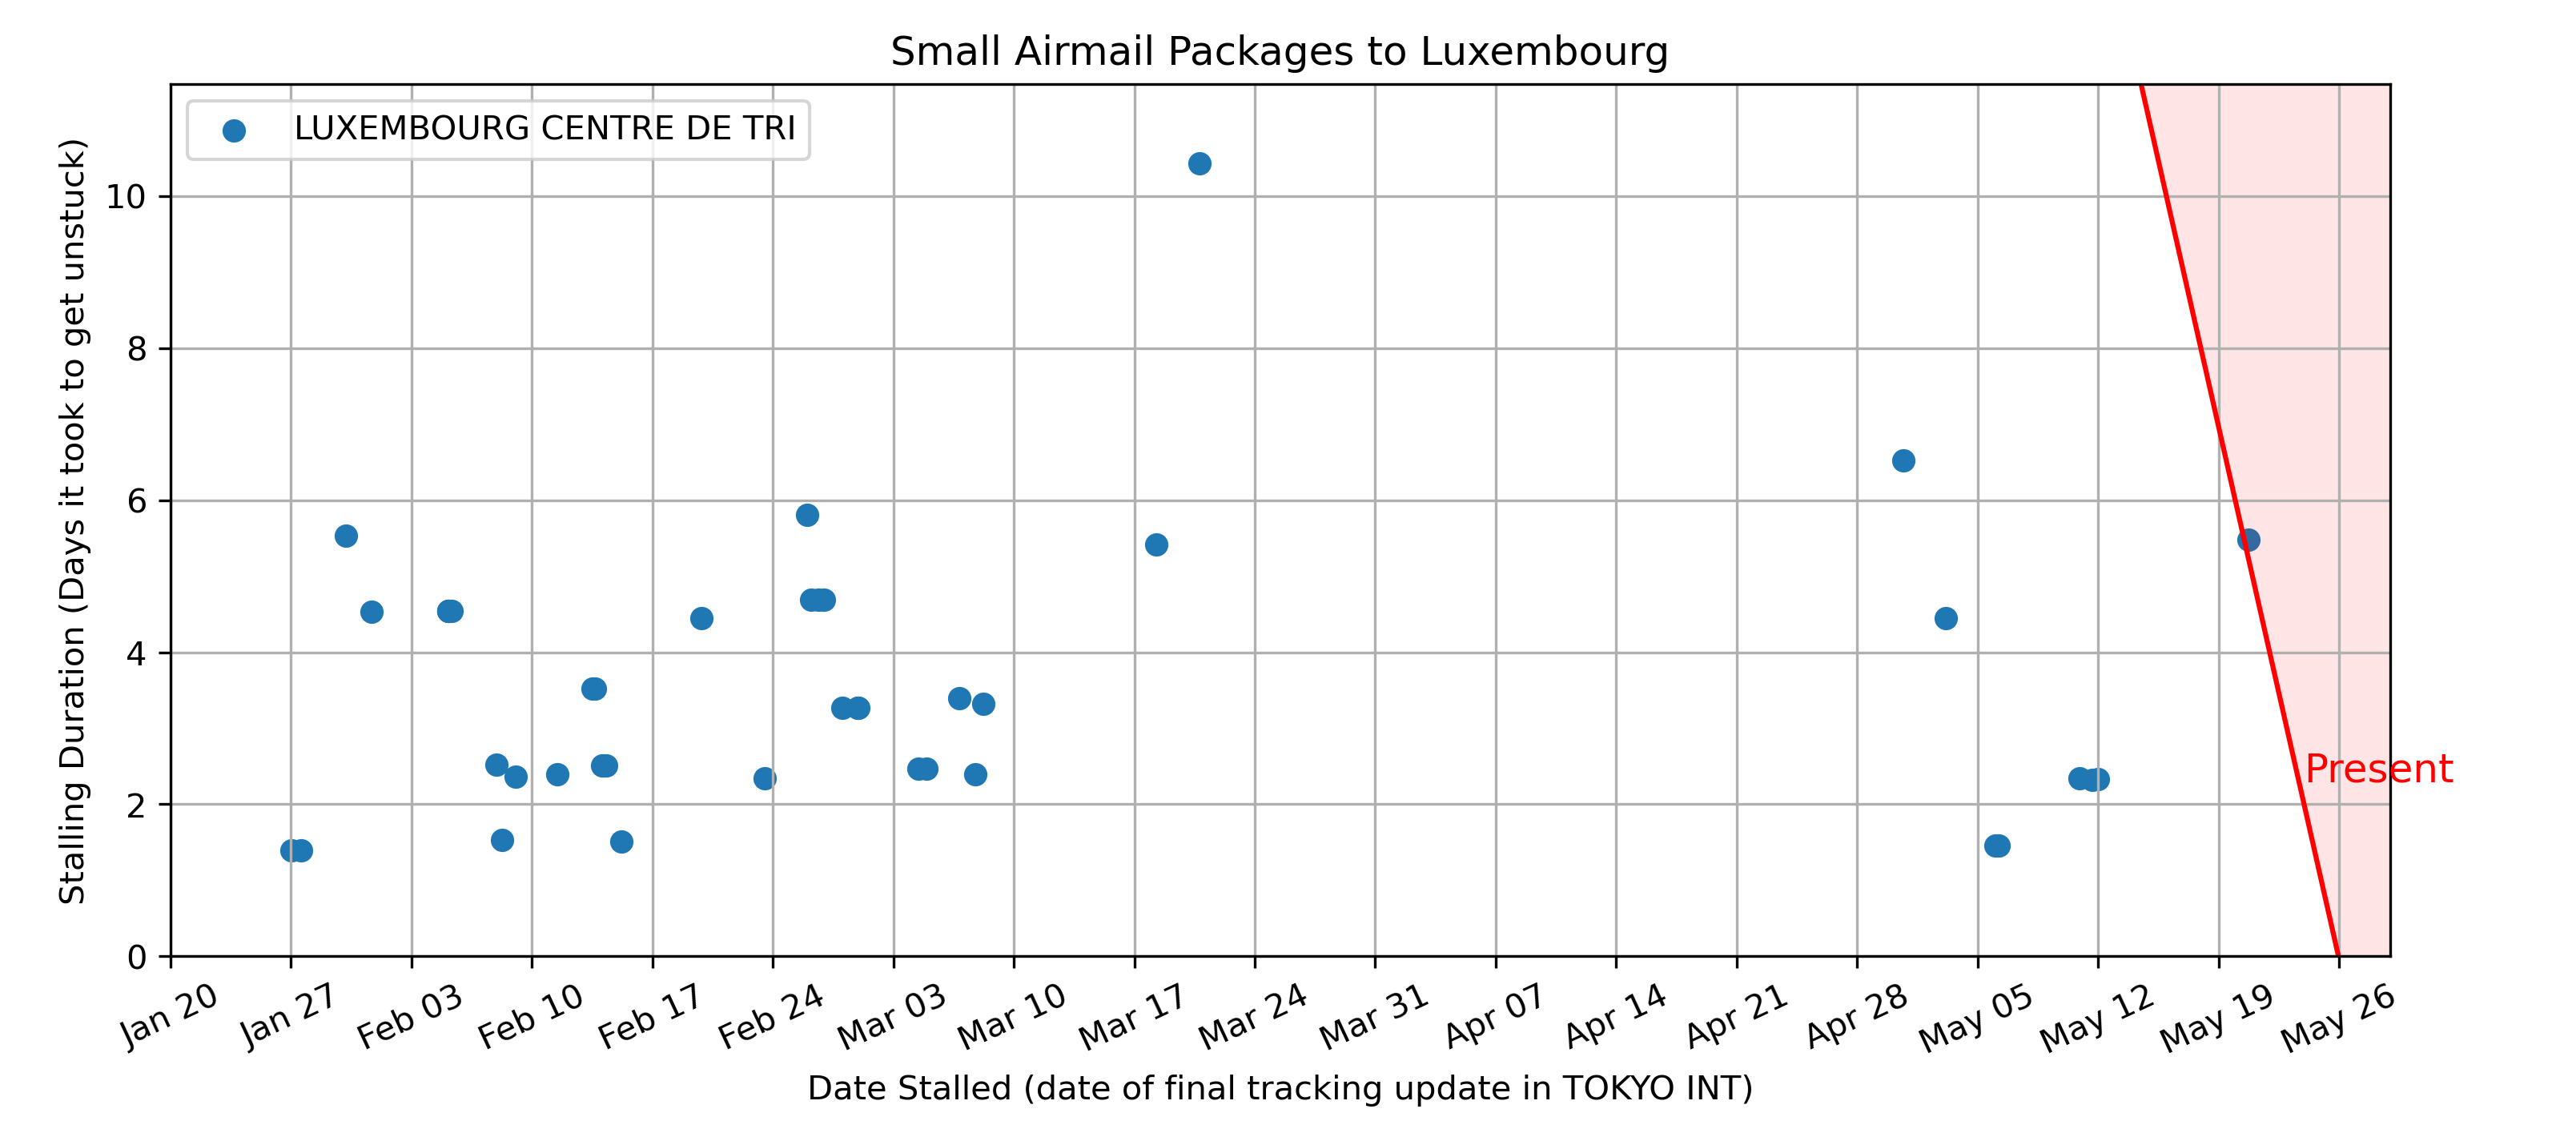 Small Airmail Packages to Luxembourg
LUXEMBOURG CENTRE DE TRI
Stalling Duration (Days it took to get unstuck)
10
8
6
4
2
0
Present
Jan 20
Jan 27
Feb 03
Feb 10
Feb 17
Feb 24
Mar 03
Mar 10
Mar 17
Mar 24
Mar 31
Apr 07
Apr 14
Apr 21
Apr 28
May 05
May 12
May 19
May 26
Date Stalled (date of final tracking update in TOKYO INT)